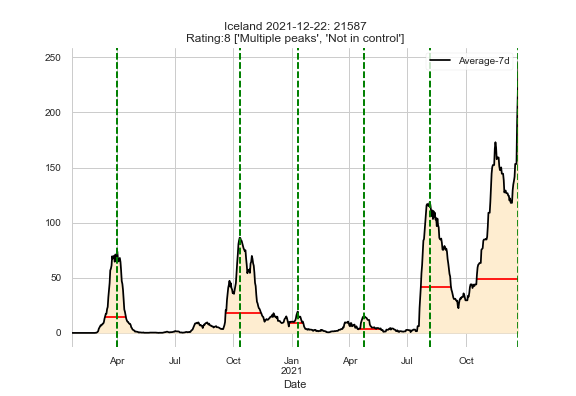 Iceland 2021-12-22: 21587
Rating:8 ['Multiple peaks', 'Not in control']
Average-7d
250
200
150
100
50
0
Apr Jul Oct Jan Apr Jul Oct
2021
Date